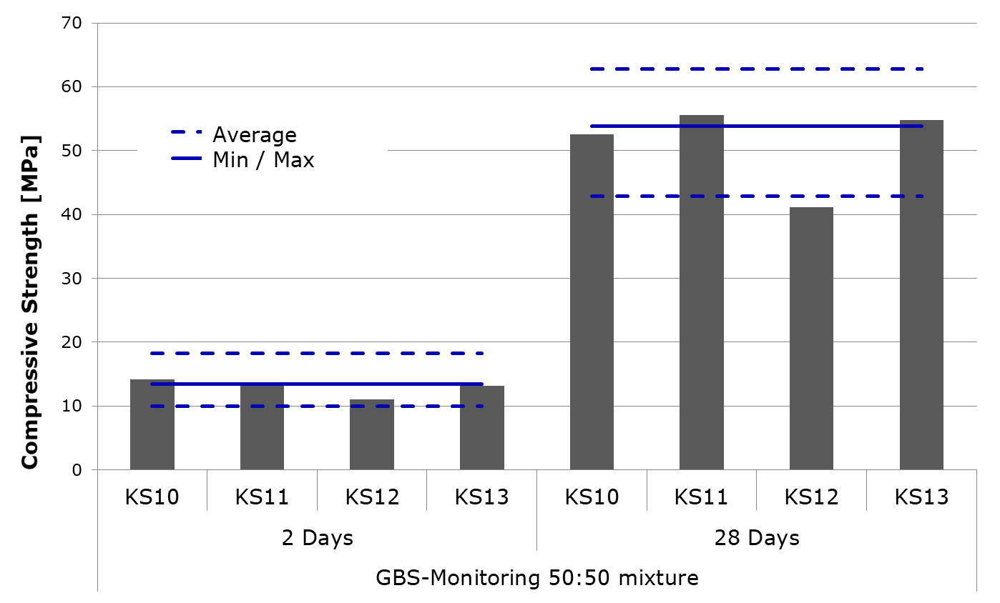 70
60
50
40
30
20
10
0
Compressive Strength [MPa]
Average
Min / Max
KS10 KS11 KS12 KS13 KS10 KS11 KS12 KS13
2 Days 28 Days
GBS-Monitoring 50:50 mixture